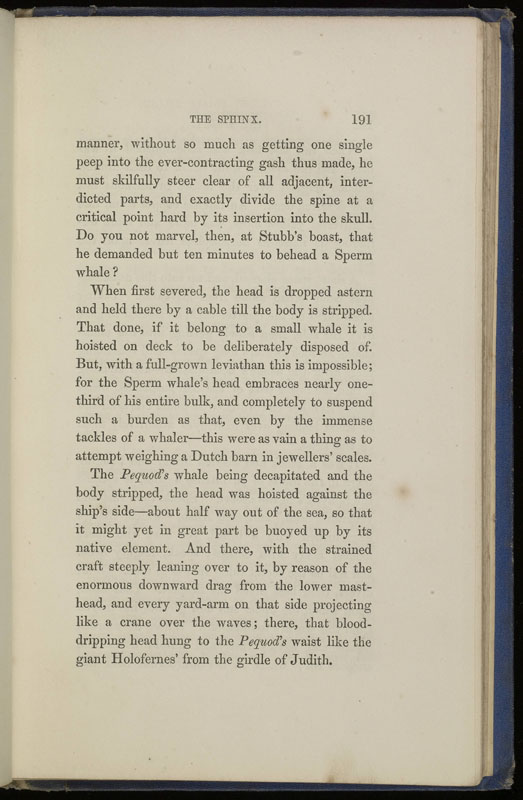 THE SPHINX. 191
manner, without so much as getting one single
peep into the ever-contracting gash thus made, he
must skilfully steer clear of all adjacent, inter-
dicted parts, and exactly divide the spine at a
critical point hard by its insertion into the skull.
Do you not marvel, then, at Stubb's boast, that
he demanded but ten minutes to behead a Sperm
whale?
When first severed, the head is dropped astern
and held there by a cable till the body is stripped.
That done, if it belong to a small whale it is
hoisted on deck to be deliberately disposed of.
But, with a full-grown leviathan this is impossible;
for the Sperm whale's head embraces nearly one-
third of his entire bulk, and completely to suspend
such a burden as that, even by the immense
tackles of a whaler—this were as vain a thing as to
attempt weighing a Dutch barn in jewellers' scales.
The Pequod's whale being decapitated and the
body stripped, the head was hoisted against the
ship's side—about half way out of the sea, so that
it might yet in great part be buoyed up by its
native element. And there, with the strained
craft steeply leaning over to it, by reason of the
enormous downward drag from the lower mast-
head, and every yard-arm on that side projecting
like a crane over the waves; there, that blood-
dripping head hung to the Pequod's waist like the
giant Holofernes' from the girdle of Judith.